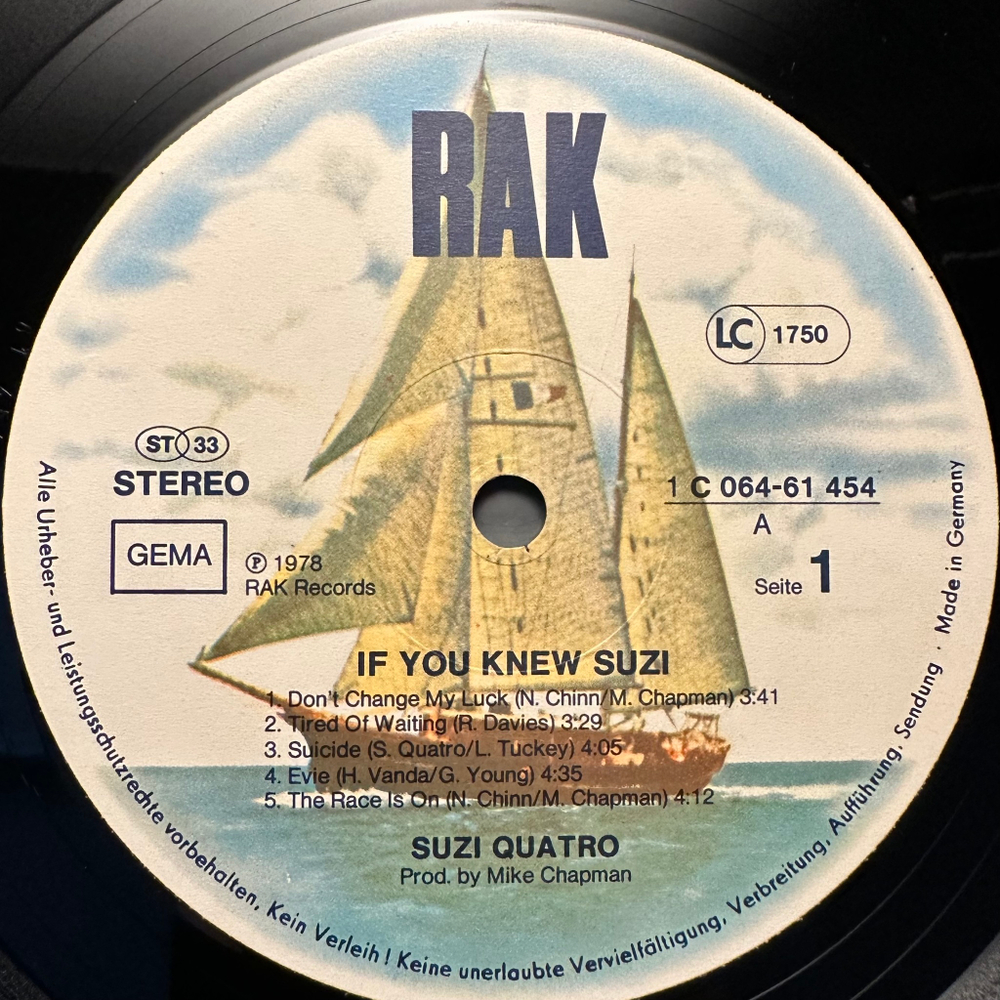 RAK
LC 1750
ST 33
STEREO
GEMA
℗ 1978
RAK Records
1 C 064-61 454
A
Seite 1
IF YOU KNEW SUZI
1. Don't Change My Luck (N. Chinn/M. Chapman) 3:41
2. Tired Of Waiting (R. Davies) 3:29
3. Suicide (S. Quatro/L. Tuckey) 4:05
4. Evie (H. Vanda/G. Young) 4:35
5. The Race Is On (N. Chinn/M. Chapman) 4:12
SUZI QUATRO
Prod. by Mike Chapman
Alle Urheber- und Leistungsschutzrechte vorbehalten. Kein Verleih! Keine unerlaubte Vervielfältigung, Verbreitung, Aufführung, Sendung · Made in Germany